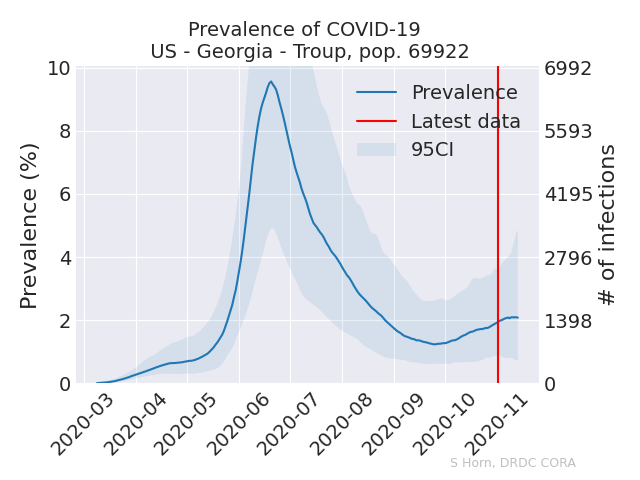 Prevalence of COVID-19
US - Georgia - Troup, pop. 69922
Prevalence (%)
10
8
6
4
2
0
6992
5593
4195
2796
1398
0
# of infections
Prevalence
Latest data
95CI
2020-03
2020-04
2020-05
2020-06
2020-07
2020-08
2020-09
2020-10
2020-11
S Horn, DRDC CORA